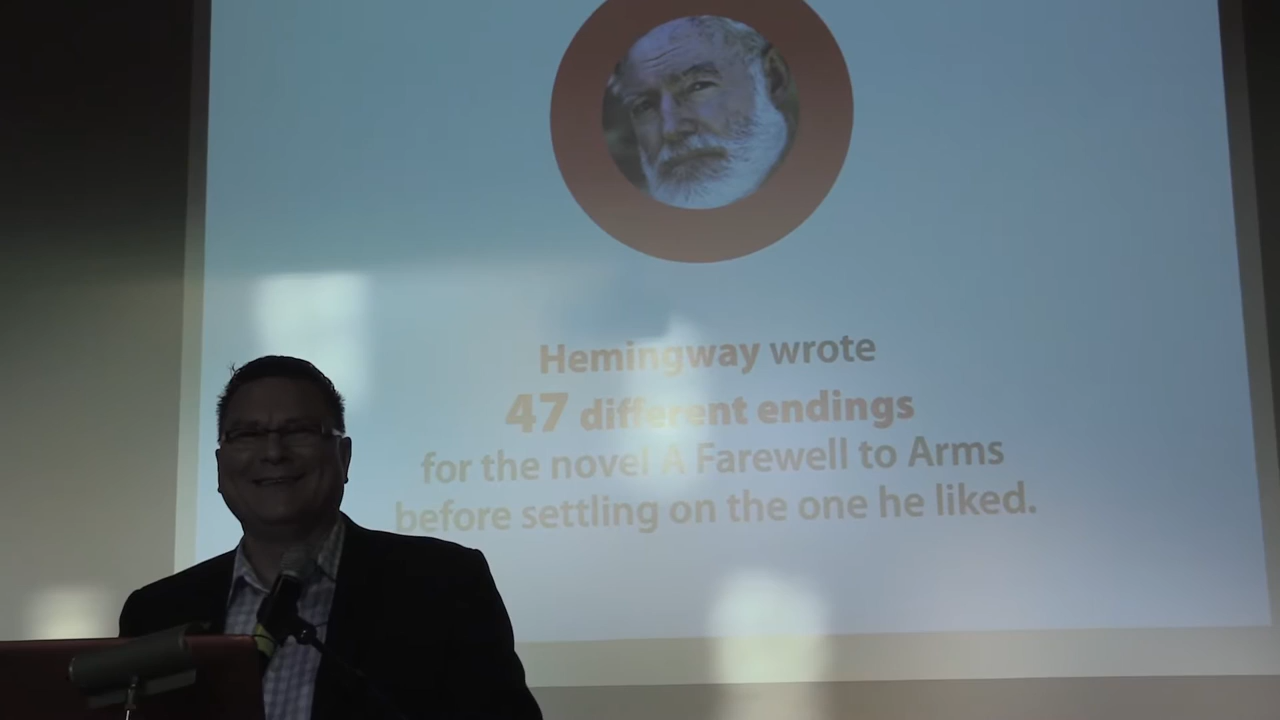 Hemingway wrote
47 different endings
for the novel A Farewell to Arms
before settling on the one he liked.